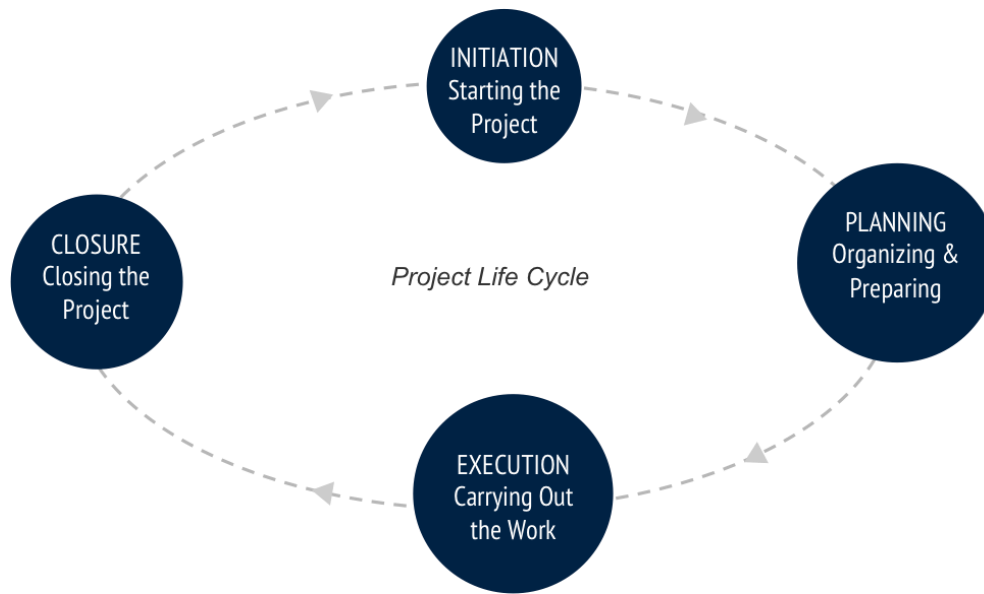 INITIATION
Starting the
Project
PLANNING
Organizing &
Preparing
CLOSURE
Closing the
Project
Project Life Cycle
EXECUTION
Carrying Out
the Work